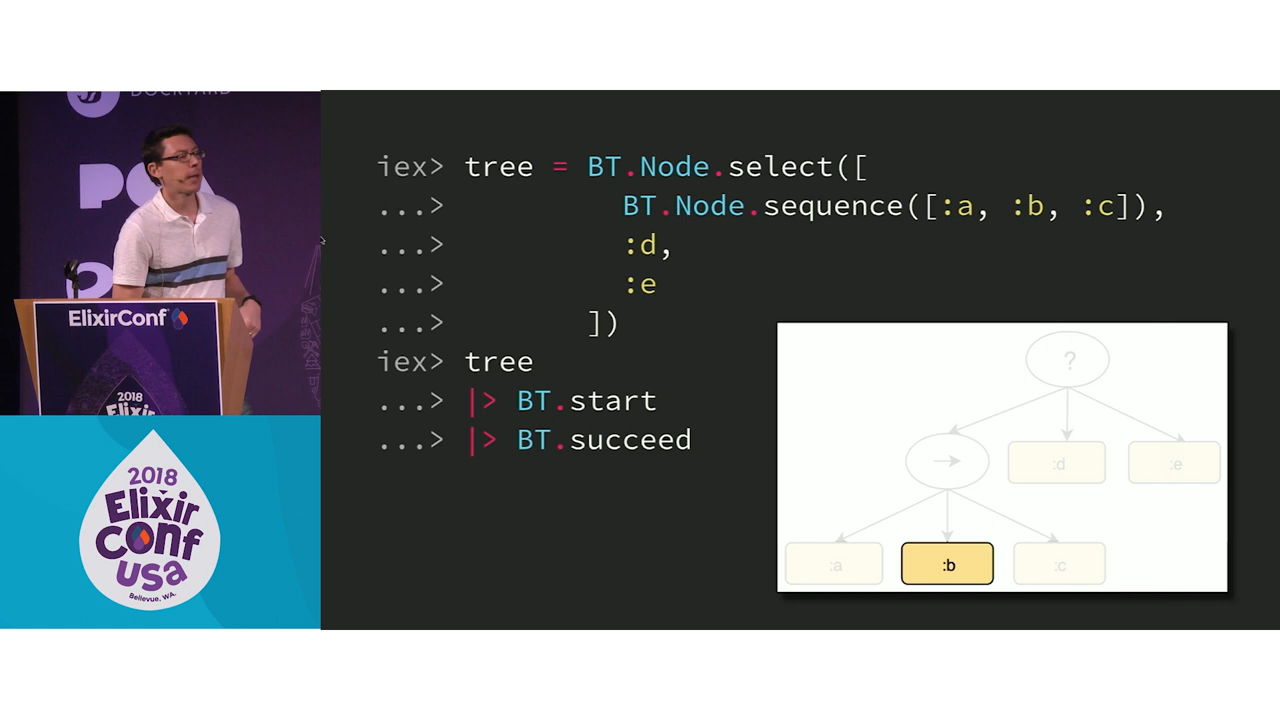 DOCKYARD
ElixirConf
2018
Elixir
2018
Elixir
Conf
usa
Bellevue, WA.
iex> tree = BT.Node.select([
...> BT.Node.sequence([:a, :b, :c]),
...> :d,
...> :e
...> ])
iex> tree
...> |> BT.start
...> |> BT.succeed
?
→
:d
:e
:a
:b
:c